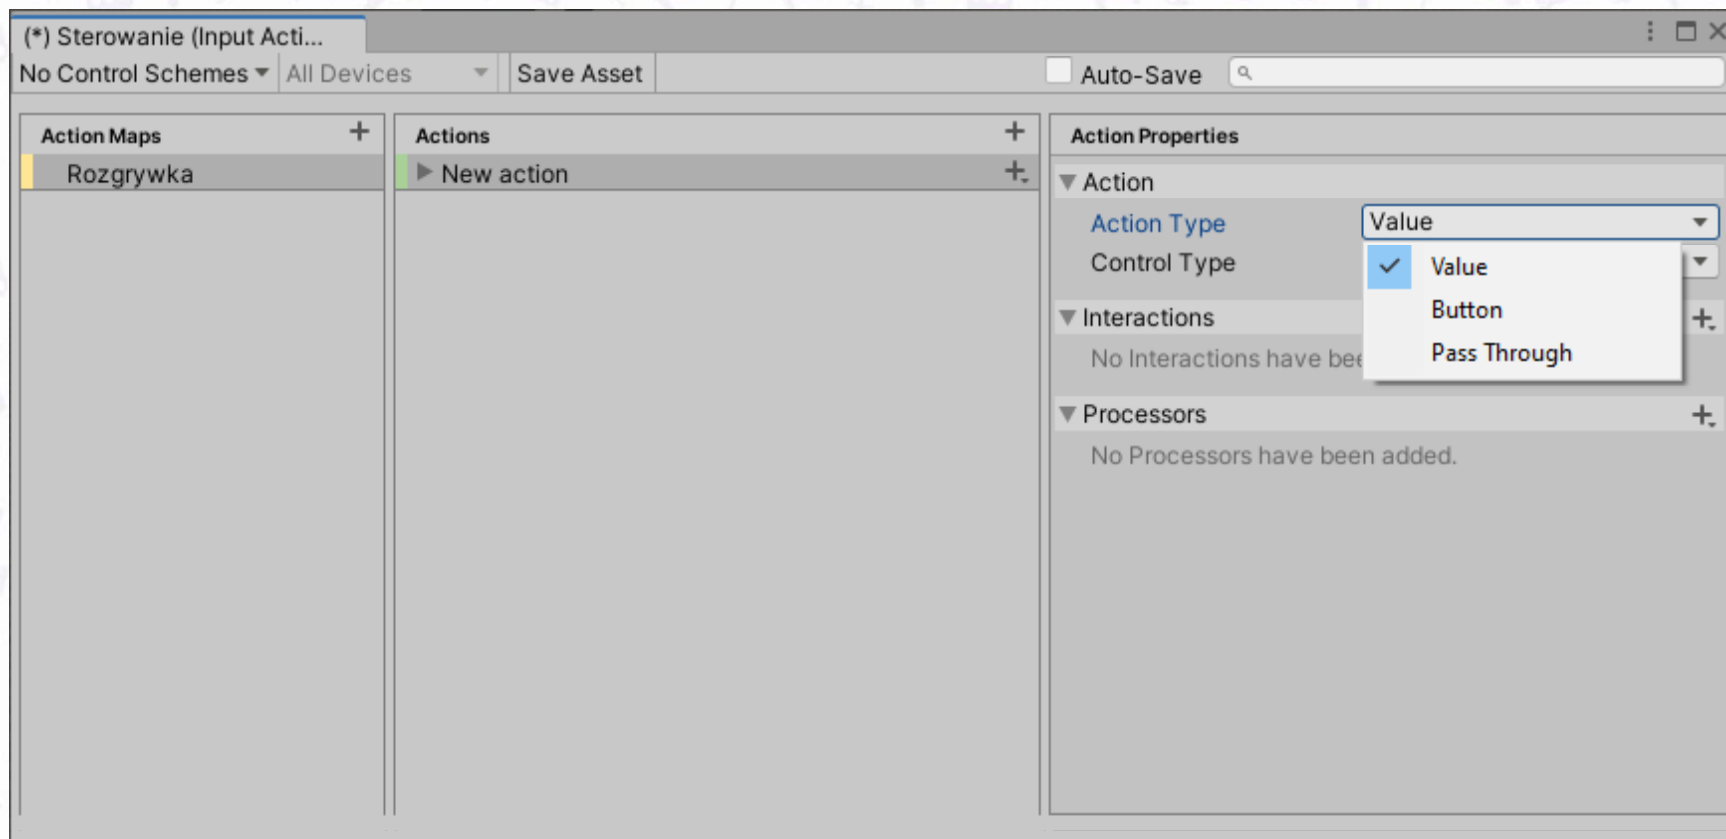 (*) Sterowanie (Input Acti...
No Control Schemes All Devices Save Asset Auto-Save
Action Maps
Rozgrywka
Actions
New action
Action Properties
Action
Action Type Value
Control Type
Value
Button
Pass Through
Interactions
No Interactions have
Processors
No Processors have been added.